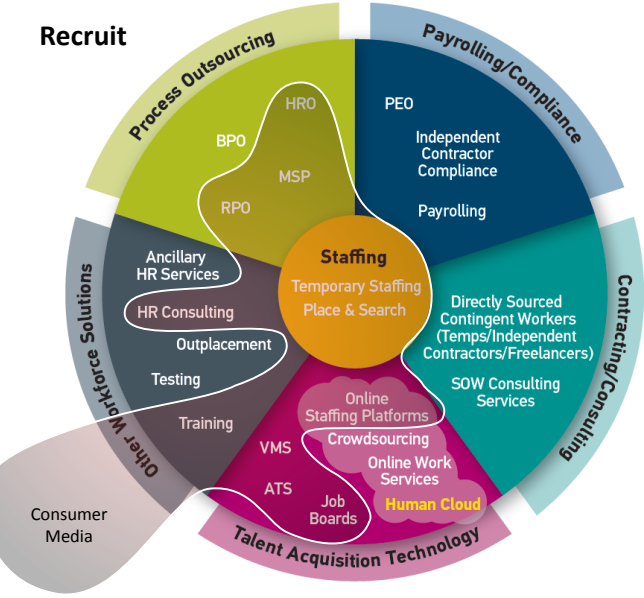 Recruit
Process Outsourcing
Payrolling/Compliance
HRO
BPO
MSP
RPO
PEO
Independent
Contractor
Compliance
Payrolling
Staffing
Temporary Staffing
Place & Search
Other Workforce Solutions
Ancillary
HR Services
HR Consulting
Outplacement
Testing
Training
Directly Sourced
Contingent Workers
(Temps/Independent
Contractors/Freelancers)
SOW Consulting
Services
Contracting/Consulting
Online
Staffing Platforms
Crowdsourcing
Online Work
Services
Human Cloud
VMS
ATS
Job
Boards
Talent Acquisition Technology
Consumer
Media